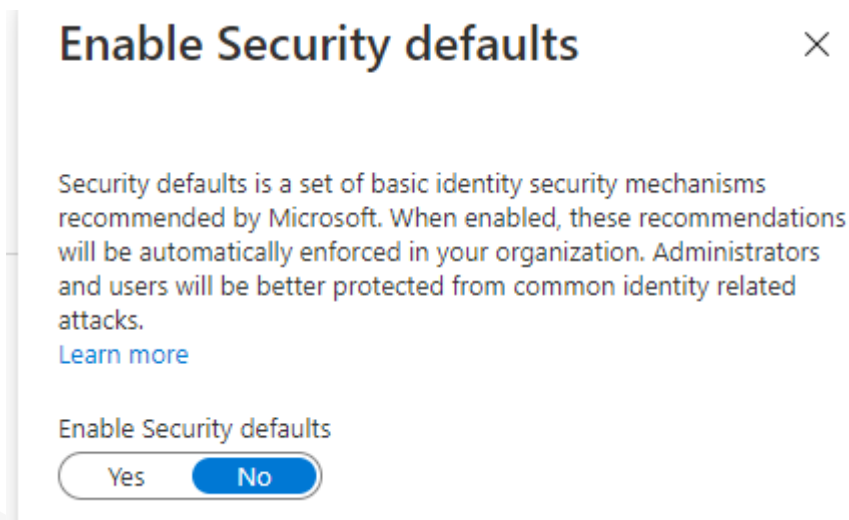 Enable Security defaults
Security defaults is a set of basic identity security mechanisms
recommended by Microsoft. When enabled, these recommendations
will be automatically enforced in your organization. Administrators
and users will be better protected from common identity related
attacks.
Learn more
Enable Security defaults
Yes No